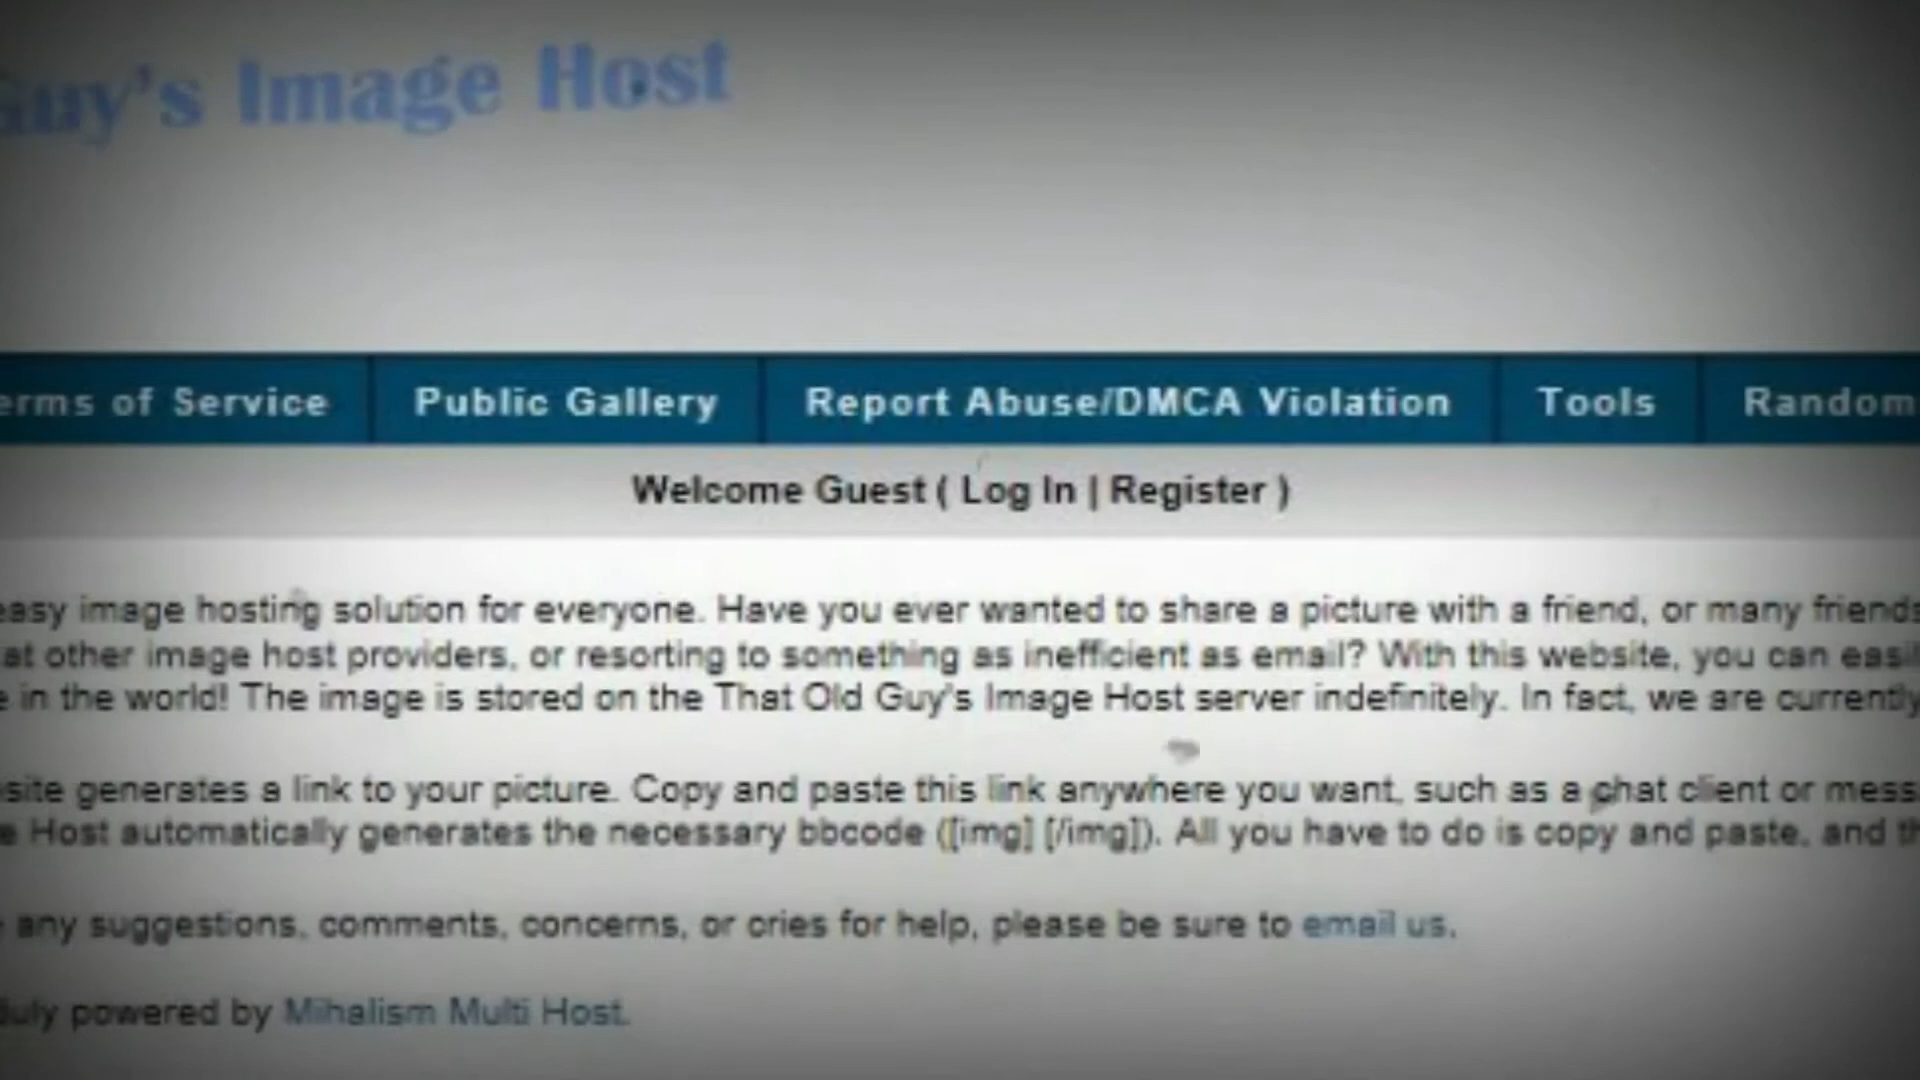 Guy's Image Host
erms of Service Public Gallery Report Abuse/DMCA Violation Tools Random
Welcome Guest ( Log In | Register )
easy image hosting solution for everyone. Have you ever wanted to share a picture with a friend, or many friends
at other image host providers, or resorting to something as inefficient as email? With this website, you can easil
e in the world! The image is stored on the That Old Guy's Image Host server indefinitely. In fact, we are currently
site generates a link to your picture. Copy and paste this link anywhere you want, such as a chat client or mess
e Host automatically generates the necessary bbcode ([img] [/img]). All you have to do is copy and paste, and th
any suggestions, comments, concerns, or cries for help, please be sure to email us.
duly powered by Mihalism Multi Host.